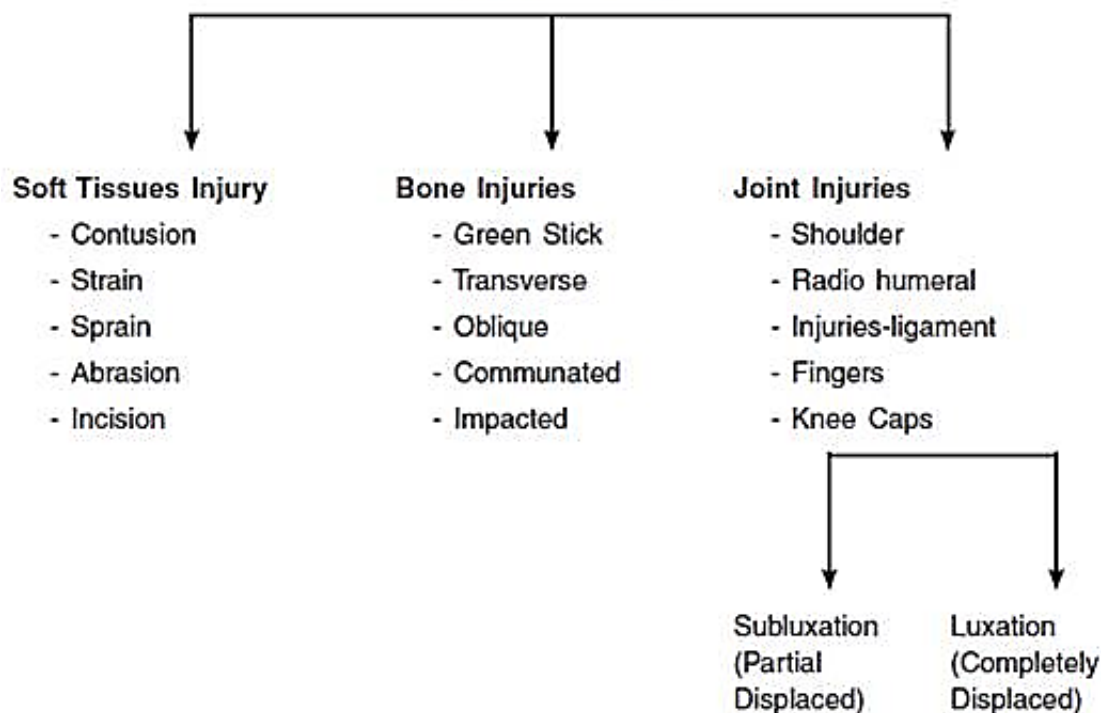 Soft Tissues Injury
- Contusion
- Strain
- Sprain
- Abrasion
- Incision
Bone Injuries
- Green Stick
- Transverse
- Oblique
- Communated
- Impacted
Joint Injuries
- Shoulder
- Radio humeral
- Injuries-ligament
- Fingers
- Knee Caps
Subluxation
(Partial
Displaced)
Luxation
(Completely
Displaced)